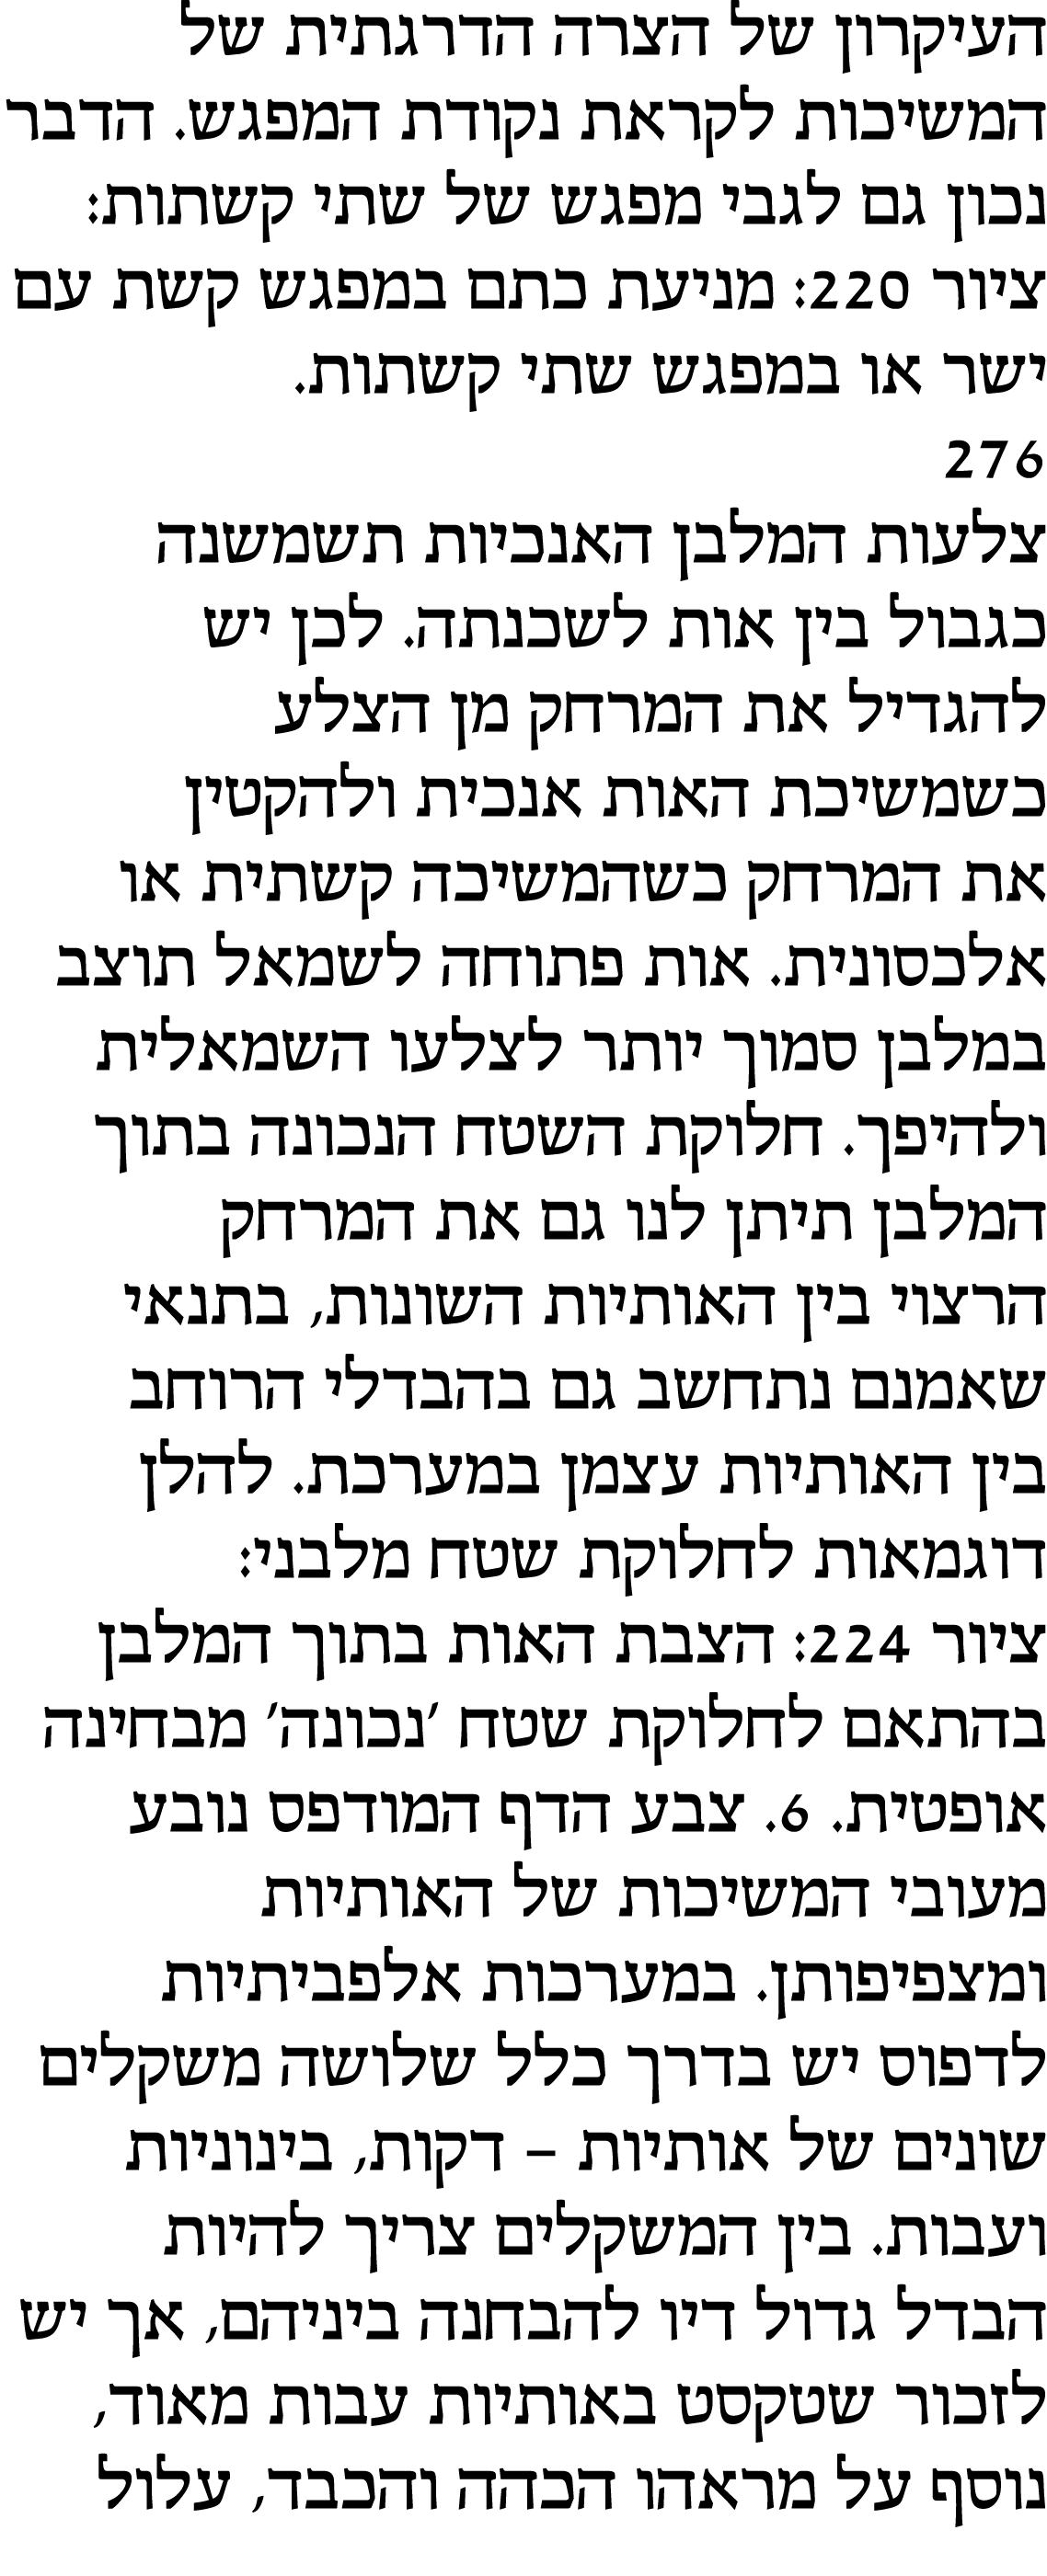 העיקרון של הצרה הדרגתית של
המשיכות לקראת נקודת המפגש. הדבר
נכון גם לגבי מפגש של שתי קשתות:
ציור 220: מניעת כתם במפגש קשת עם
ישר או במפגש שתי קשתות.
276
צלעות המלבן האנכיות תשמשנה
כגבול בין אות לשכנתה. לכן יש
להגדיל את המרחק מן הצלע
כשמשיכת האות אנכית ולהקטין
את המרחק כשהמשיכה קשתית או
אלכסונית. אות פתוחה לשמאל תוצב
במלבן סמוך יותר לצלעו השמאלית
ולהיפך. חלוקת השטח הנכונה בתוך
המלבן תיתן לנו גם את המרחק
הרצוי בין האותיות השונות, בתנאי
שאמנם נתחשב גם בהבדלי הרוחב
בין האותיות עצמן במערכת. להלן
דוגמאות לחלוקת שטח מלבני:
ציור 224: הצבת האות בתוך המלבן
בהתאם לחלוקת שטח 'נכונה' מבחינה
אופטית. 6. צבע הדף המודפס נובע
מעובי המשיכות של האותיות
ומצפיפותן. במערכות אלפביתיות
לדפוס יש בדרך כלל שלושה משקלים
שונים של אותיות – דקות, בינוניות
ועבות. בין המשקלים צריך להיות
הבדל גדול דיו להבחנה ביניהם, אך יש
לזכור שטקסט באותיות עבות מאוד,
נוסף על מראהו הכהה והכבד, עלול